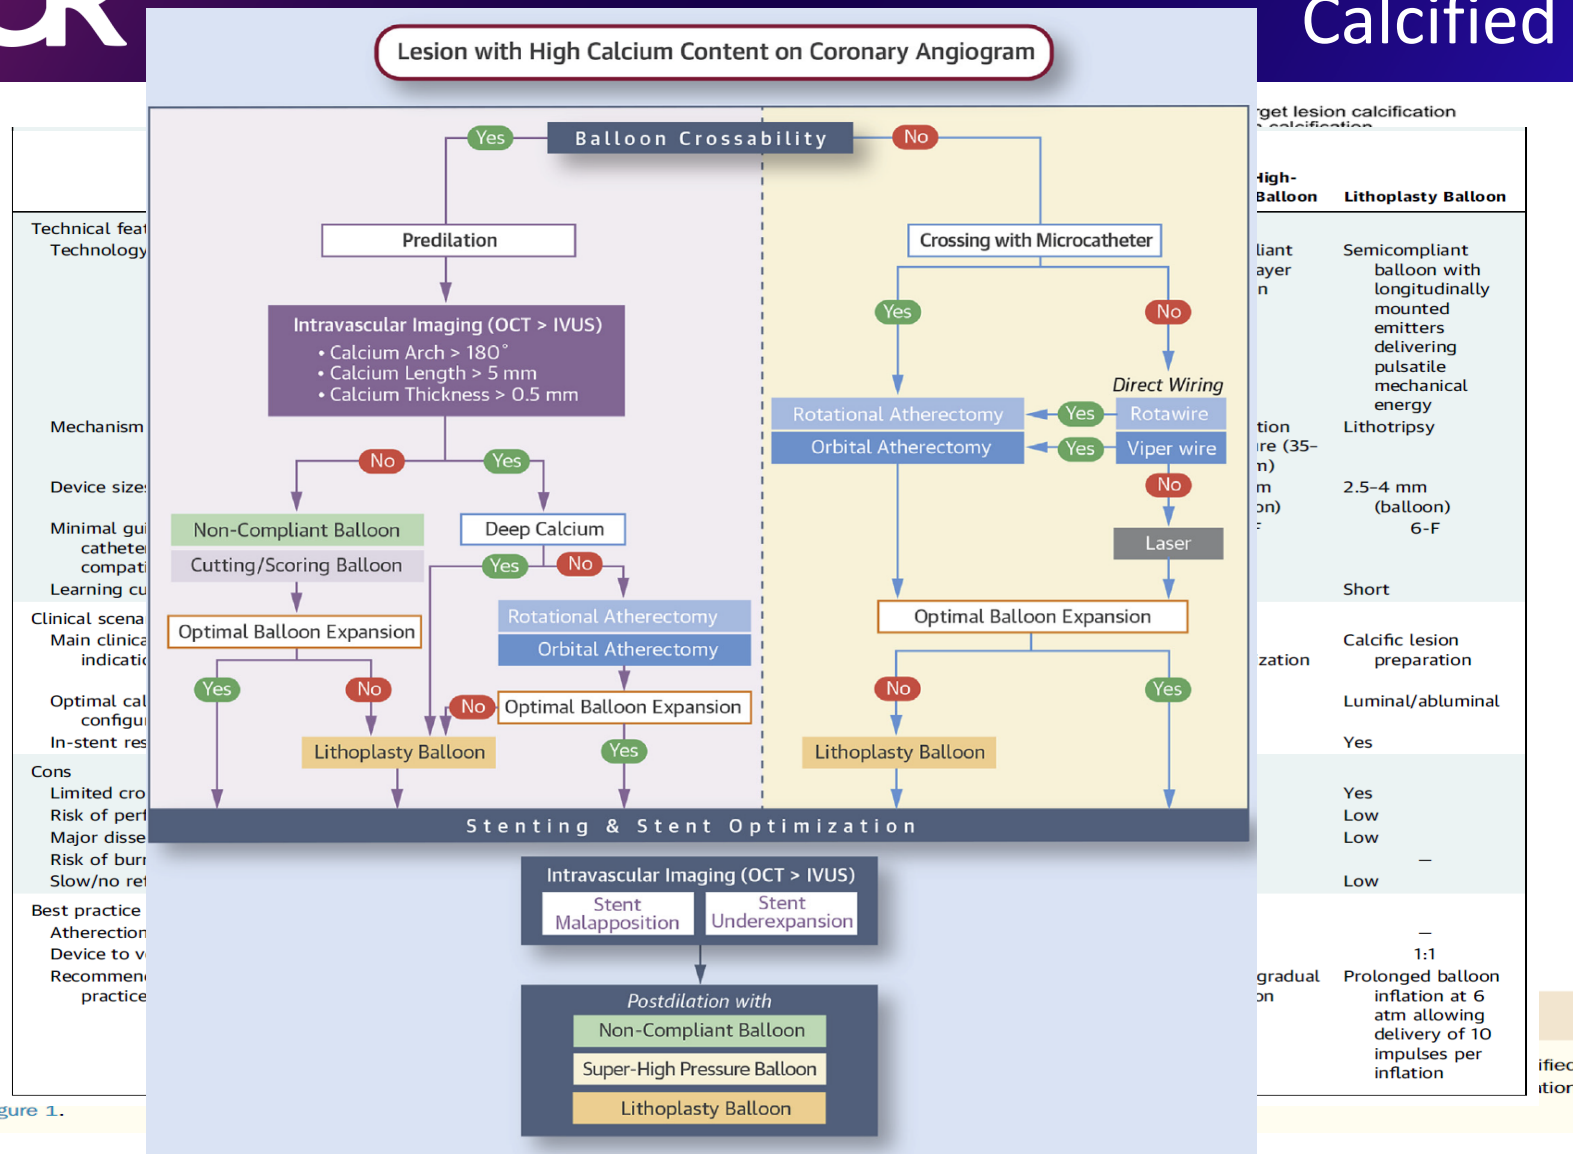 CR
Calcified
Lesion with High Calcium Content on Coronary Angiogram
Balloon Crossability
Yes
No
Predilation
Intravascular Imaging (OCT > IVUS)
• Calcium Arch > 180°
• Calcium Length > 5 mm
• Calcium Thickness > 0.5 mm
No
Yes
Non-Compliant Balloon
Cutting/Scoring Balloon
Deep Calcium
Yes
No
Optimal Balloon Expansion
Rotational Atherectomy
Orbital Atherectomy
Yes
No
No
Optimal Balloon Expansion
Lithoplasty Balloon
Yes
Crossing with Microcatheter
Yes
No
Direct Wiring
Rotational Atherectomy
Yes
Rotawire
Orbital Atherectomy
Yes
Viper wire
No
Laser
Optimal Balloon Expansion
No
Yes
Lithoplasty Balloon
Stenting & Stent Optimization
Intravascular Imaging (OCT > IVUS)
Stent
Malapposition
Stent
Underexpansion
Postdilation with
Non-Compliant Balloon
Super-High Pressure Balloon
Lithoplasty Balloon
Technical
Technology
Mechanism
Device
Minimal
Learning
Clinical
Main
Optimal
In-stent
Cons
Limited
Risk of
Major
Risk of
Slow/no
Best practice
Device to
practice
1.
lesion calcification
Balloon
Lithoplasty Balloon
Semicompliant
balloon with
longitudinally
mounted
emitters
delivering
pulsatile
mechanical
energy
Lithotripsy
(35–
2.5–4 mm
(balloon)
6-F
Short
Calcific lesion
preparation
Luminal/abluminal
Yes
Yes
Low
Low
—
Low
—
1:1
gradual
Prolonged balloon
inflation at 6
atm allowing
delivery of 10
impulses per
inflation